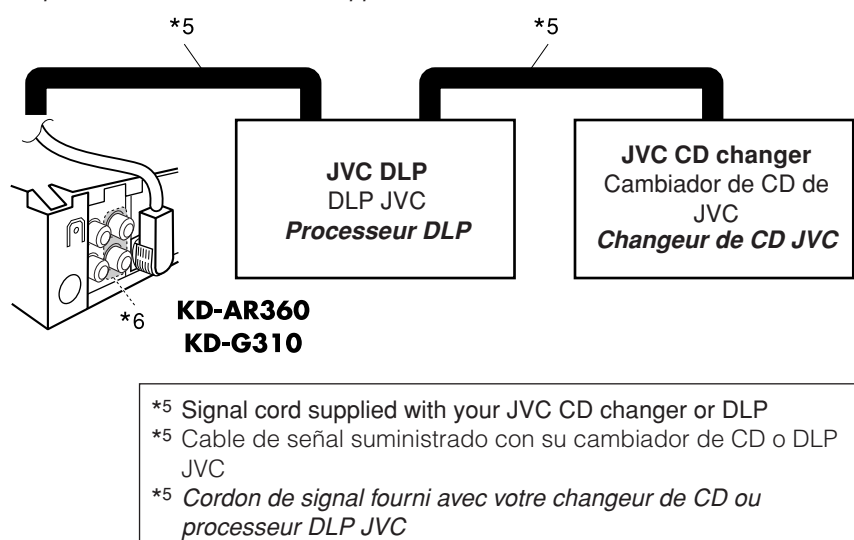 *5
*5
JVC DLP
DLP JVC
Processeur DLP
JVC CD changer
Cambiador de CD de
JVC
Changeur de CD JVC
*6
KD-AR360
KD-G310
*5 Signal cord supplied with your JVC CD changer or DLP
*5 Cable de señal suministrado con su cambiador de CD o DLP
JVC
*5 Cordon de signal fourni avec votre changeur de CD ou
processeur DLP JVC